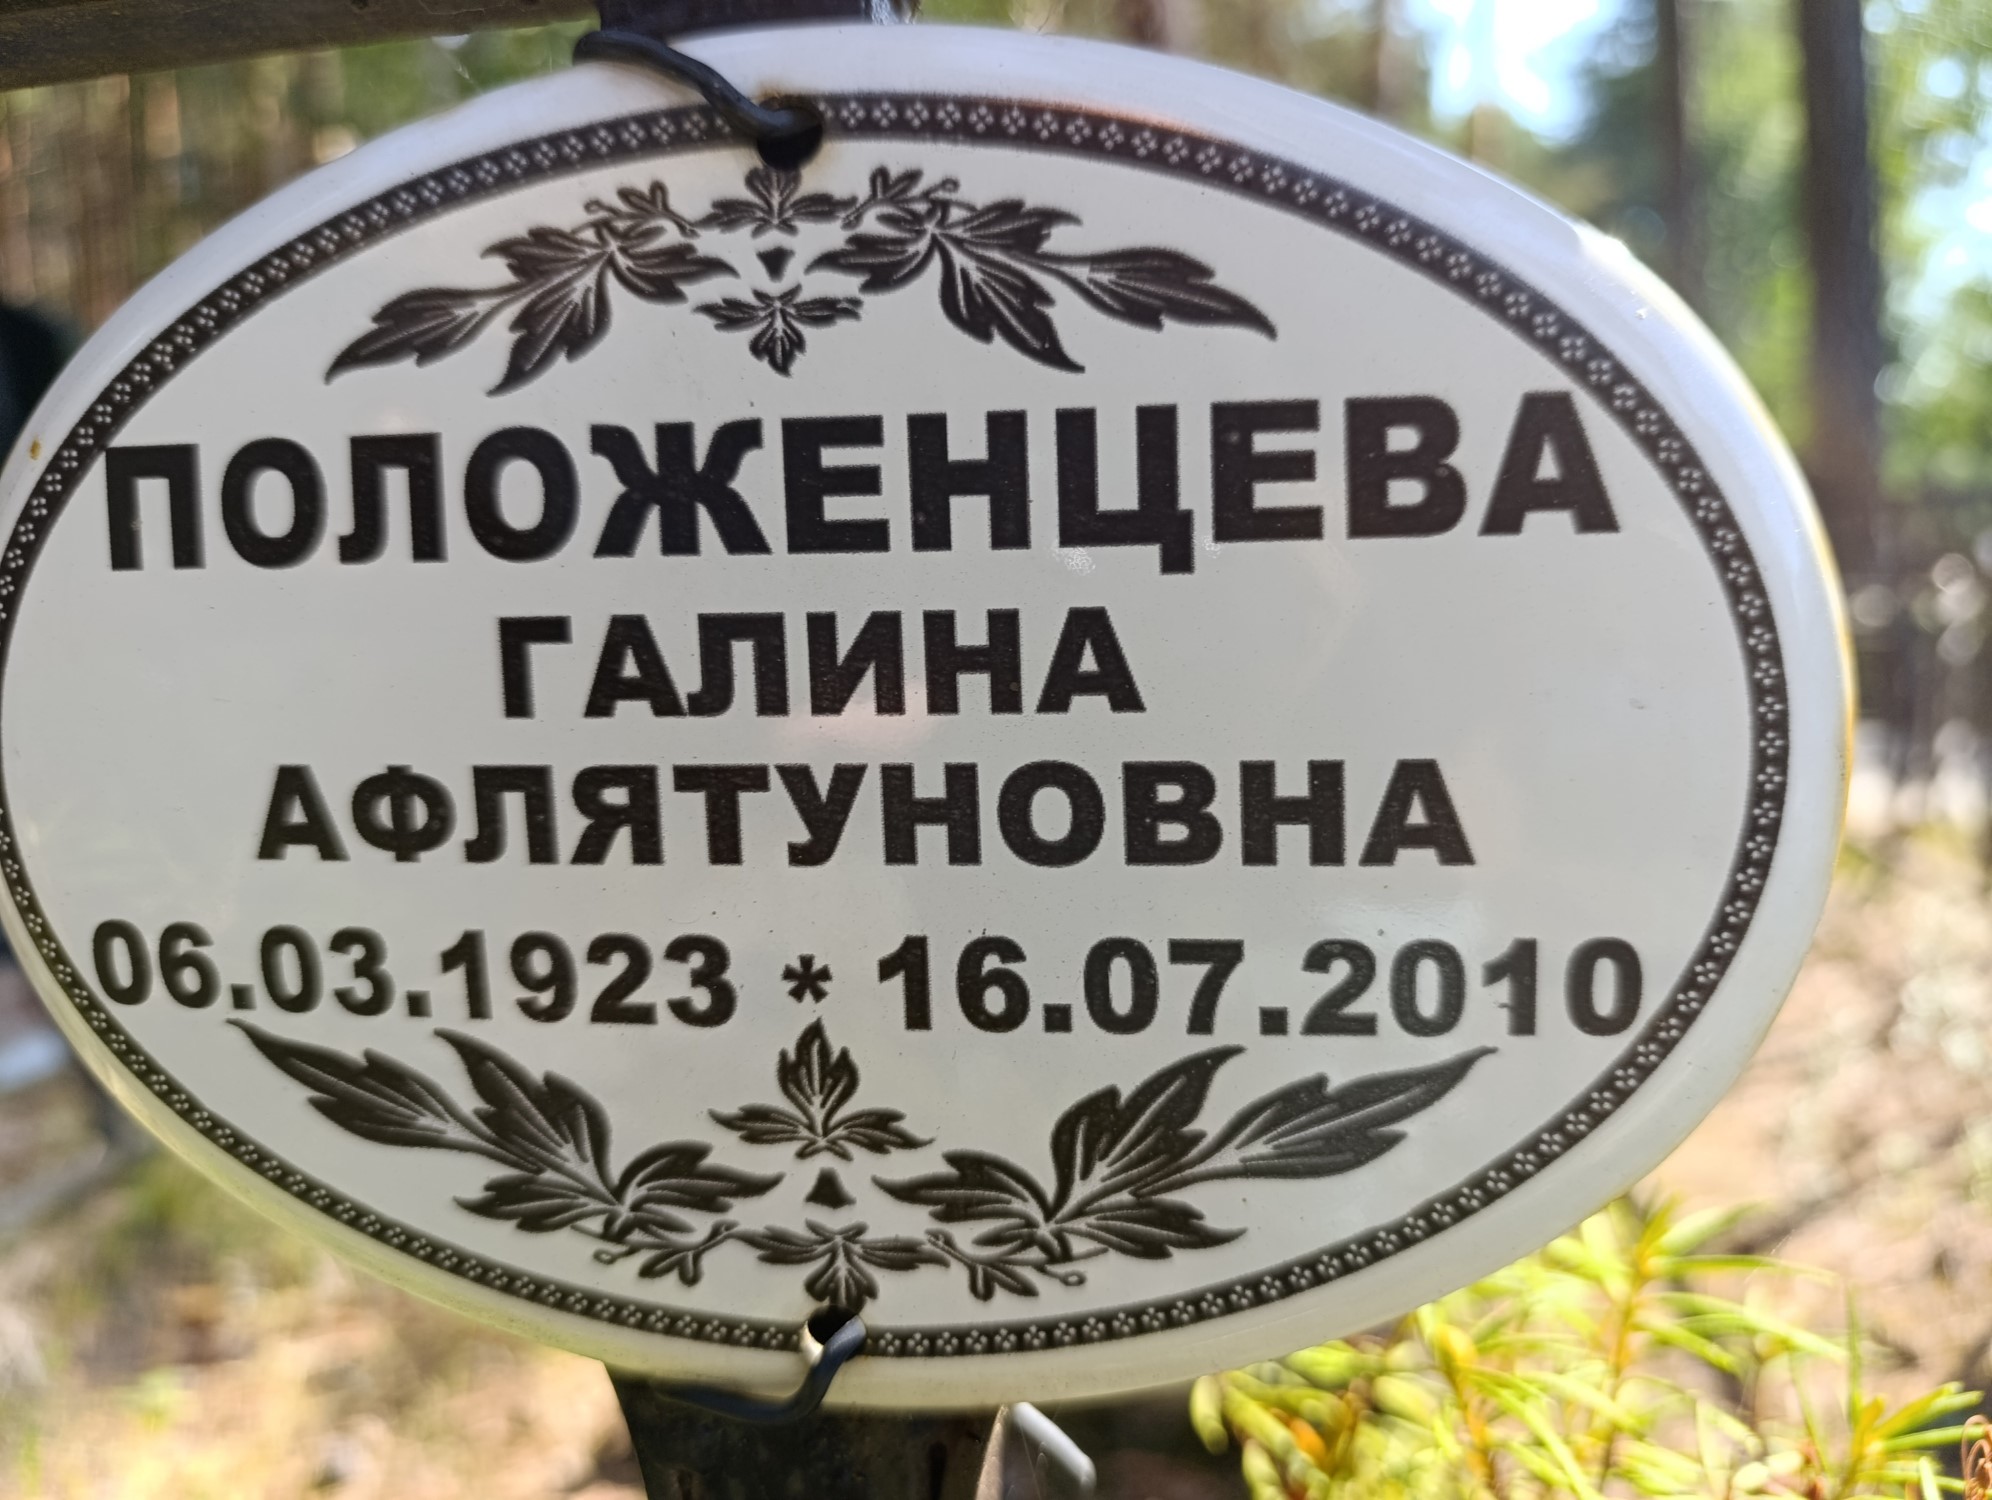 ПОЛОЖЕНЦЕВА
ГАЛИНА
АФЛЯТУНОВНА
06.03.1923 * 16.07.2010